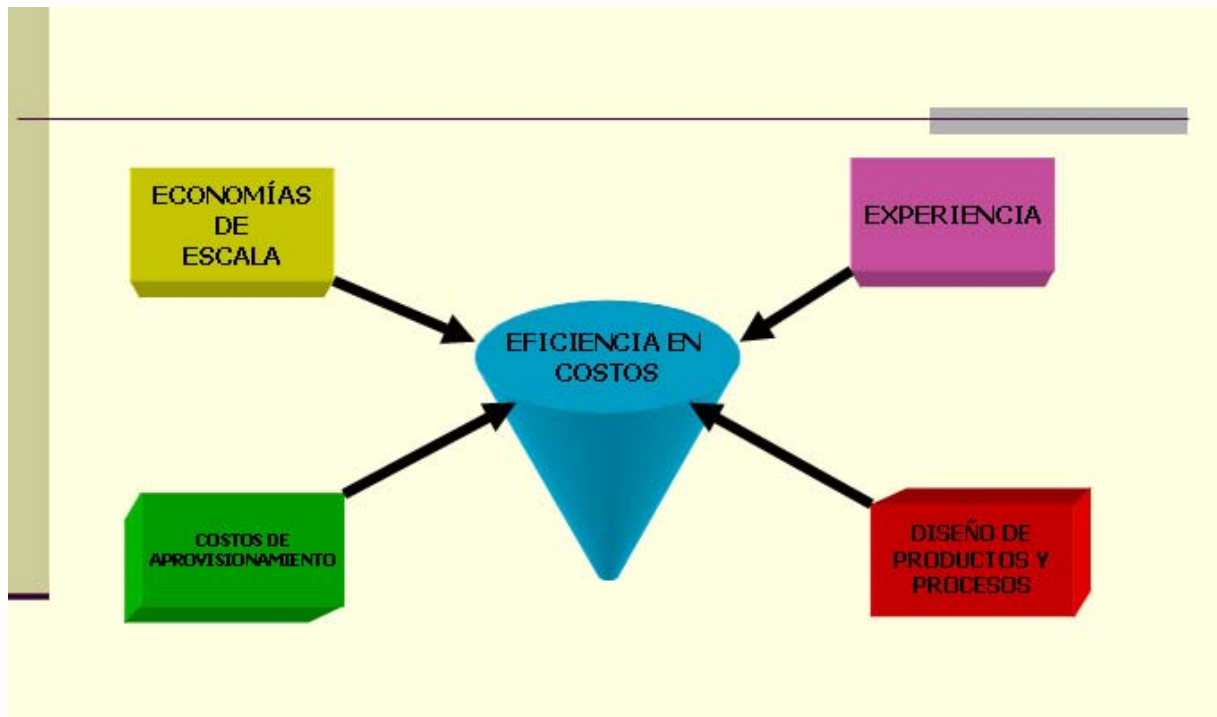 ECONOMÍAS
DE
ESCALA
EXPERIENCIA
EFICIENCIA EN
COSTOS
COSTOS DE
APROVISIONAMIENTO
DISEÑO DE
PRODUCTOS Y
PROCESOS